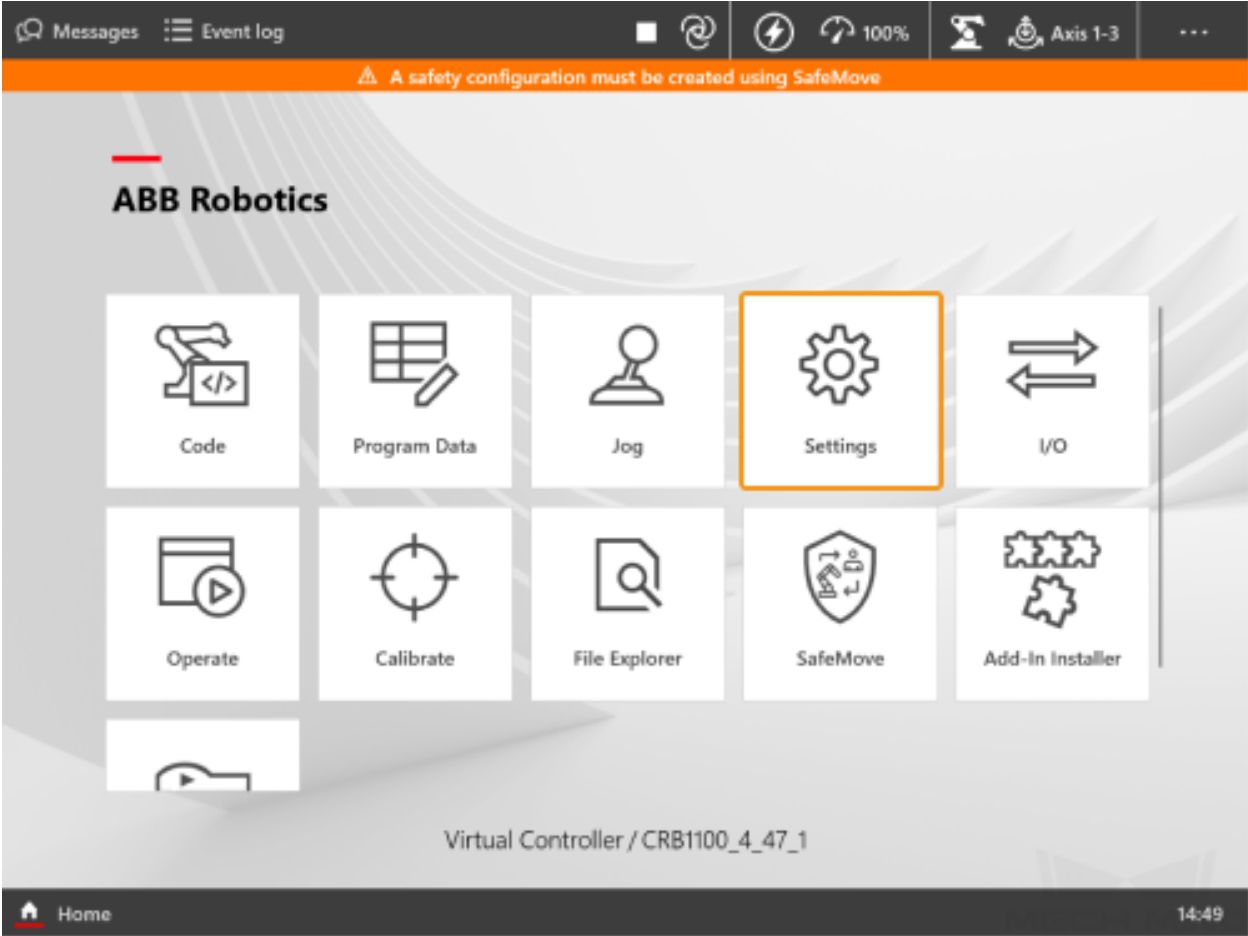 Messages Event log 100% Axis 1-3 ...
A safety configuration must be created using SafeMove
ABB Robotics
Code Program Data Jog Settings I/O
Operate Calibrate File Explorer SafeMove Add-In Installer
Virtual Controller / CRB1100_4_47_1
Home 14:49